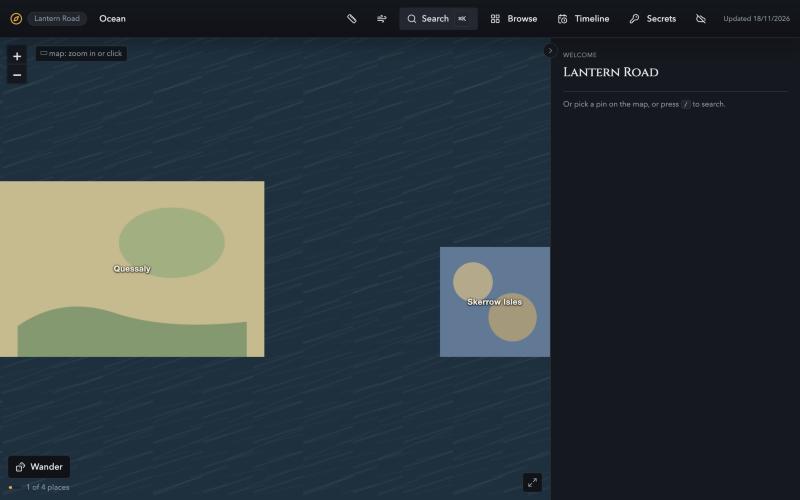 Lantern Road
Ocean
Search ⌘K
Browse
Timeline
Secrets
Updated 18/11/2026
+
−
map: zoom in or click
WELCOME
Lantern Road
Or pick a pin on the map, or press / to search.
Quessaly
Skerrow Isles
Wander
1 of 4 places